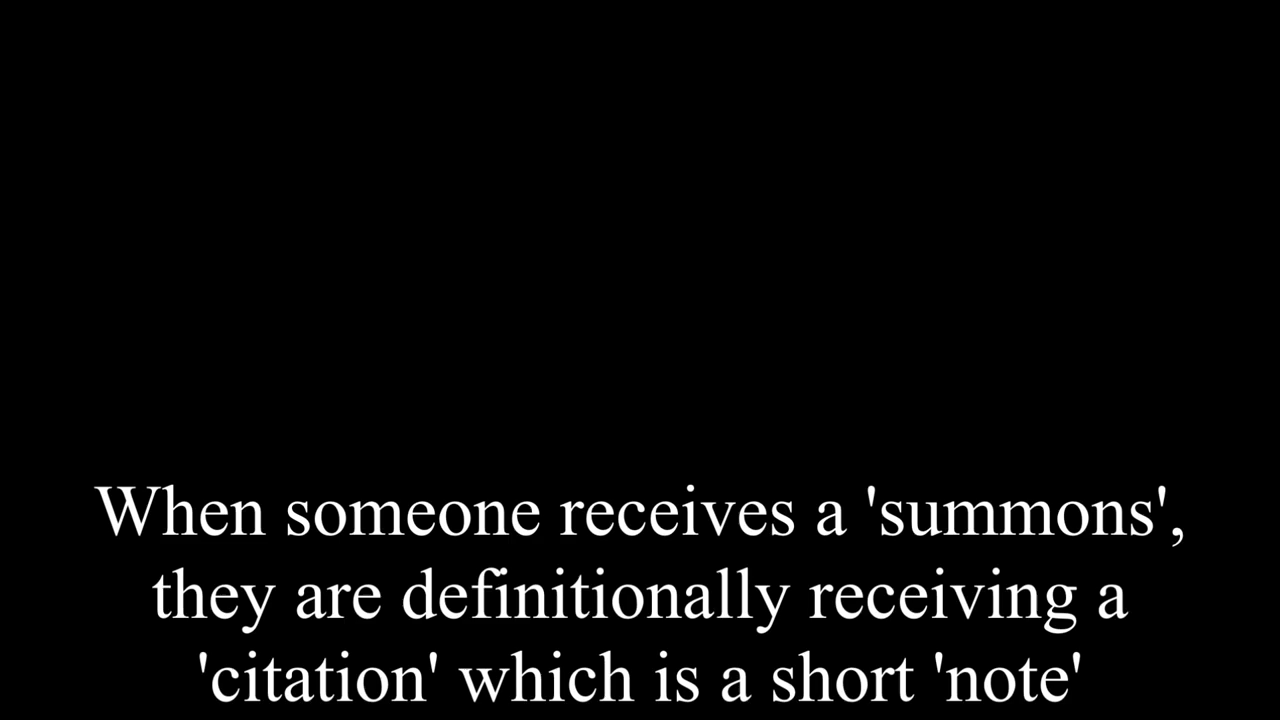 When someone receives a 'summons',
they are definitionally receiving a
'citation' which is a short 'note'